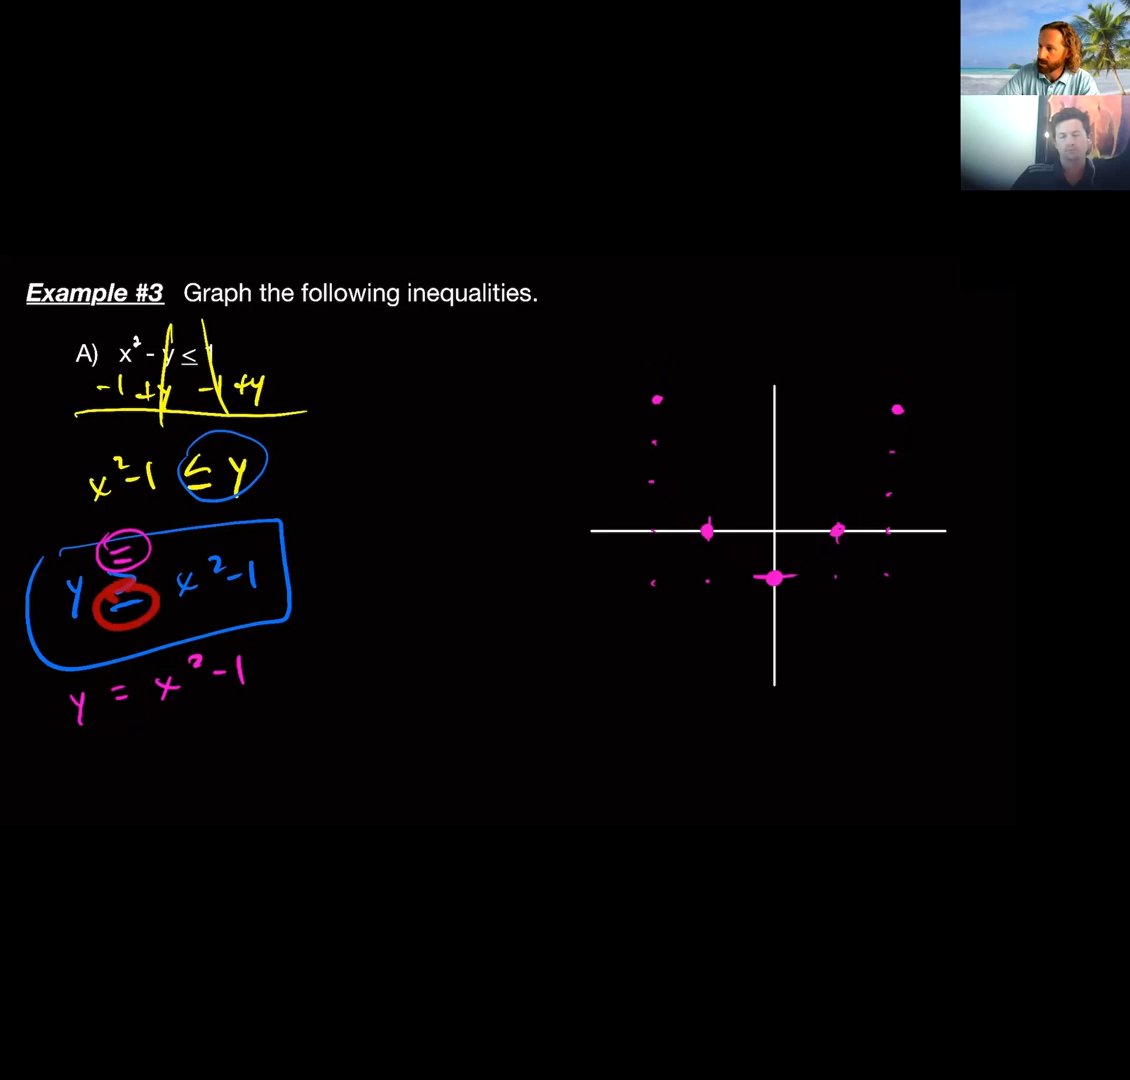 Example #3 Graph the following inequalities.
A) x² - y ≤ 1
-1 +y -1 +y
x²-1 ≤ y
=
y ≥ x²-1
y = x²-1